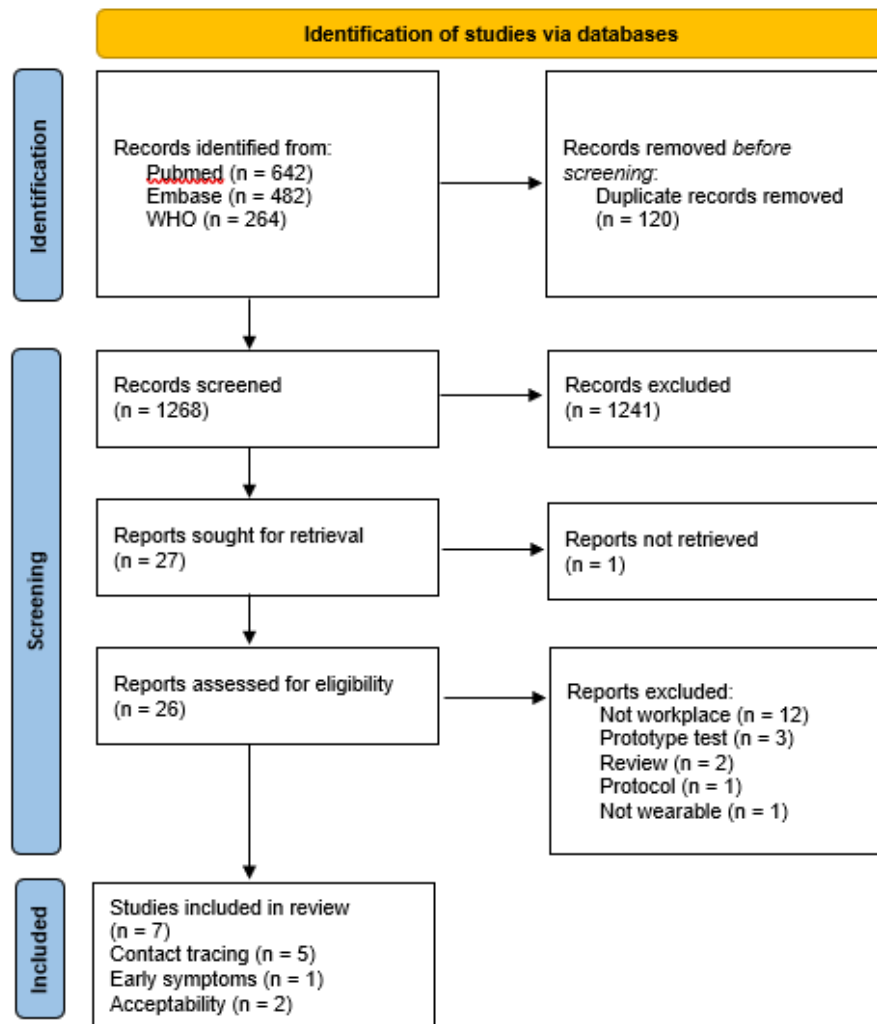 Identification of studies via databases
Identification
Records identified from:
Pubmed (n = 642)
Embase (n = 482)
WHO (n = 264)
Records removed before
screening:
Duplicate records removed
(n = 120)
Screening
Records screened
(n = 1268)
Records excluded
(n = 1241)
Reports sought for retrieval
(n = 27)
Reports not retrieved
(n = 1)
Reports assessed for eligibility
(n = 26)
Reports excluded:
Not workplace (n = 12)
Prototype test (n = 3)
Review (n = 2)
Protocol (n = 1)
Not wearable (n = 1)
Included
Studies included in review
(n = 7)
Contact tracing (n = 5)
Early symptoms (n = 1)
Acceptability (n = 2)